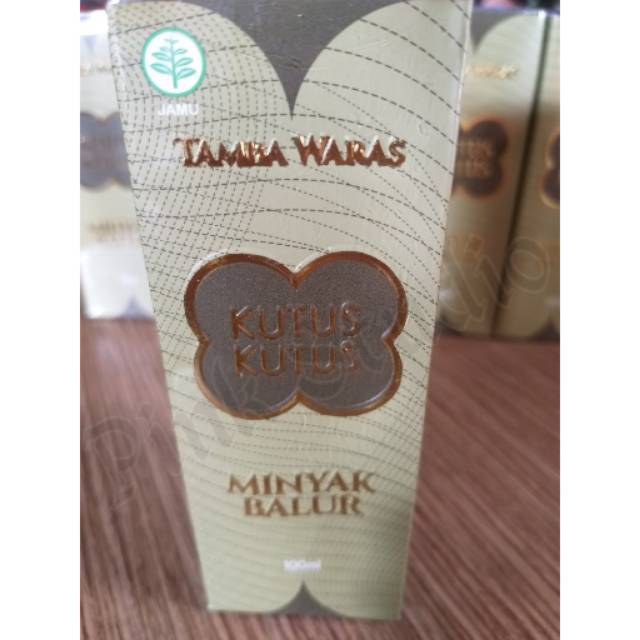 JAMU
TAMBA WARAS
KUTUS
KUTUS
MINYAK
BALUR
100ml